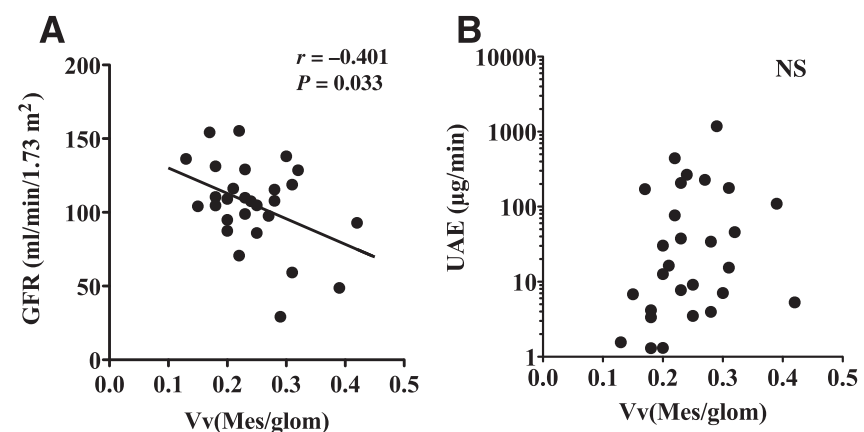 A
r = –0.401
P = 0.033
GFR (ml/min/1.73 m²)
200
150
100
50
0
0.0 0.1 0.2 0.3 0.4 0.5
Vv(Mes/glom)
B
NS
UAE (µg/min)
10000
1000
100
10
1
0.0 0.1 0.2 0.3 0.4 0.5
Vv(Mes/glom)